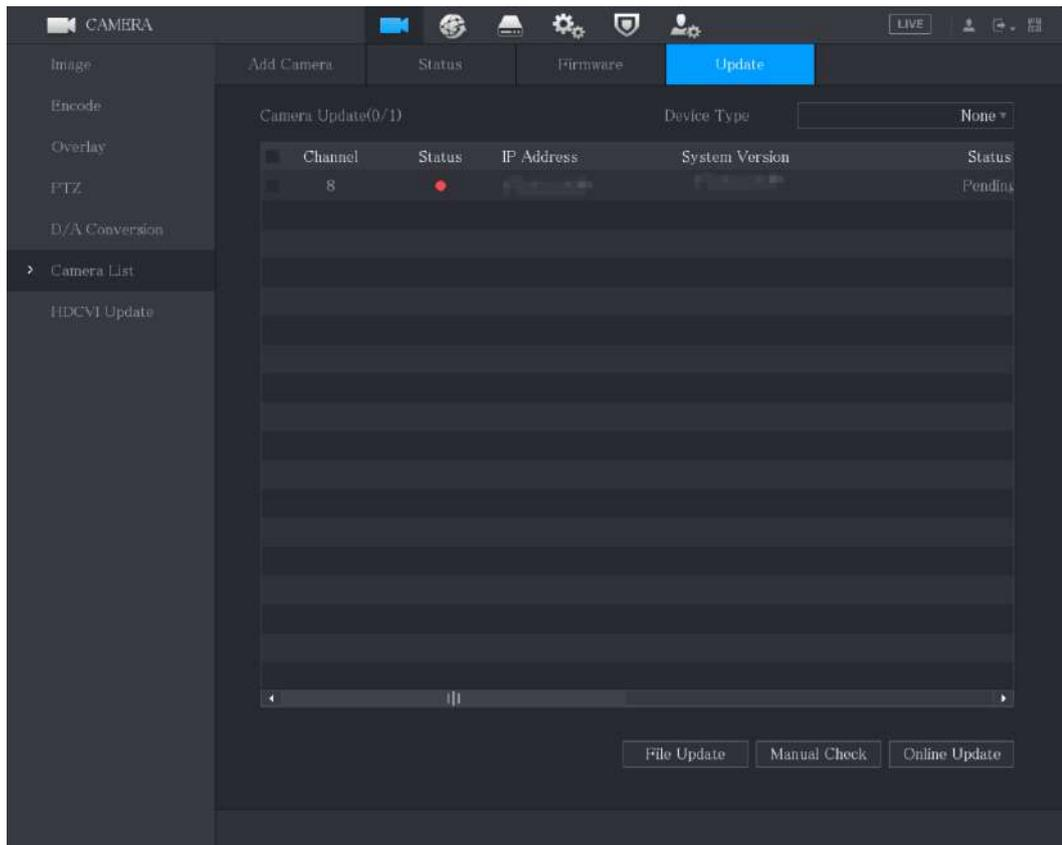 CAMERA LIVE
Image Add Camera Status Firmware Update
Encode Camera Update(0/1) Device Type None
Overlay Channel Status IP Address System Version Status
PTZ 8 Pending
D/A Conversion
Camera List
HDCVI Update
File Update Manual Check Online Update